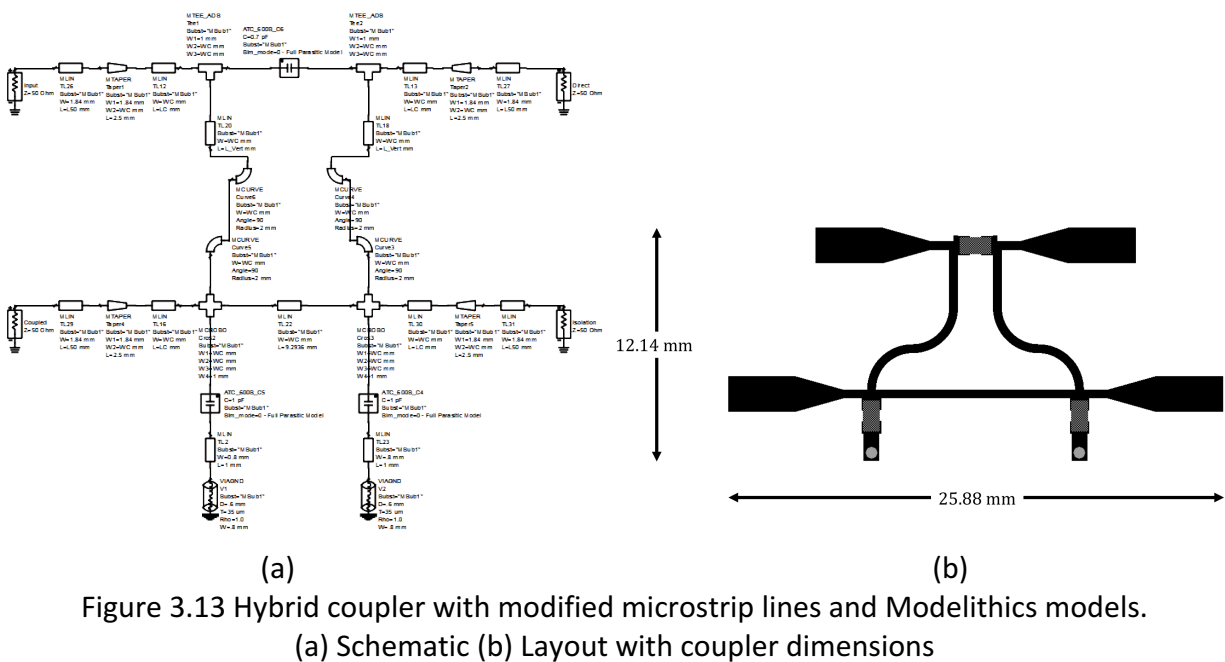 MTEE_ADS
Tee1
Subst="MSub1"
W1=1 mm
W2=WC mm
W3=WC mm
ATC_600S_C6
C=0.7 pF
Subst="MSub1"
Sim_mode=0 - Full Parasitic Model
MTEE_ADS
Tee2
Subst="MSub1"
W1=1 mm
W2=WC mm
W3=WC mm
Input
Z=50 Ohm
MLIN
TL26
Subst="MSub1"
W=1.84 mm
L=L50 mm
MTAPER
Taper1
Subst="MSub1"
W1=1.84 mm
W2=WC mm
L=2.5 mm
MLIN
TL12
Subst="MSub1"
W=WC mm
L=LC mm
MLIN
TL13
Subst="MSub1"
W=WC mm
L=LC mm
MTAPER
Taper2
Subst="MSub1"
W1=1.84 mm
W2=WC mm
L=2.5 mm
MLIN
TL27
Subst="MSub1"
W=1.84 mm
L=L50 mm
Direct
Z=50 Ohm
MLIN
TL20
Subst="MSub1"
W=WC mm
L=L_Vert mm
MLIN
TL18
Subst="MSub1"
W=WC mm
L=L_Vert mm
MCURVE
Curve6
Subst="MSub1"
W=WC mm
Angle=90
Radius=2 mm
MCURVE
Curve4
Subst="MSub1"
W=WC mm
Angle=90
Radius=2 mm
MCURVE
Curve5
Subst="MSub1"
W=WC mm
Angle=90
Radius=2 mm
MCURVE
Curve3
Subst="MSub1"
W=WC mm
Angle=90
Radius=2 mm
Coupled
Z=50 Ohm
MLIN
TL29
Subst="MSub1"
W=1.84 mm
L=L50 mm
MTAPER
Taper4
Subst="MSub1"
W1=1.84 mm
W2=WC mm
L=2.5 mm
MLIN
TL16
Subst="MSub1"
W=WC mm
L=LC mm
MCROSO
Cros2
Subst="MSub1"
W1=WC mm
W2=WC mm
W3=WC mm
W4=1 mm
MLIN
TL22
Subst="MSub1"
W=WC mm
L=9.2936 mm
MCROSO
Cros3
Subst="MSub1"
W1=WC mm
W2=WC mm
W3=WC mm
W4=1 mm
MLIN
TL30
Subst="MSub1"
W=WC mm
L=LC mm
MTAPER
Taper5
Subst="MSub1"
W1=1.84 mm
W2=WC mm
L=2.5 mm
MLIN
TL31
Subst="MSub1"
W=1.84 mm
L=L50 mm
Isolation
Z=50 Ohm
ATC_600S_C5
C=1 pF
Subst="MSub1"
Sim_mode=0 - Full Parasitic Model
ATC_600S_C4
C=1 pF
Subst="MSub1"
Sim_mode=0 - Full Parasitic Model
MLIN
TL2
Subst="MSub1"
W=0.8 mm
L=1 mm
MLIN
TL23
Subst="MSub1"
W=.8 mm
L=1 mm
VIAGND
V1
Subst="MSub1"
D=.6 mm
T=35 um
Rho=1.0
W=.8 mm
VIAGND
V2
Subst="MSub1"
D=.6 mm
T=35 um
Rho=1.0
W=.8 mm
12.14 mm
25.88 mm
(a)
(b)
Figure 3.13 Hybrid coupler with modified microstrip lines and Modelithics models.
(a) Schematic (b) Layout with coupler dimensions